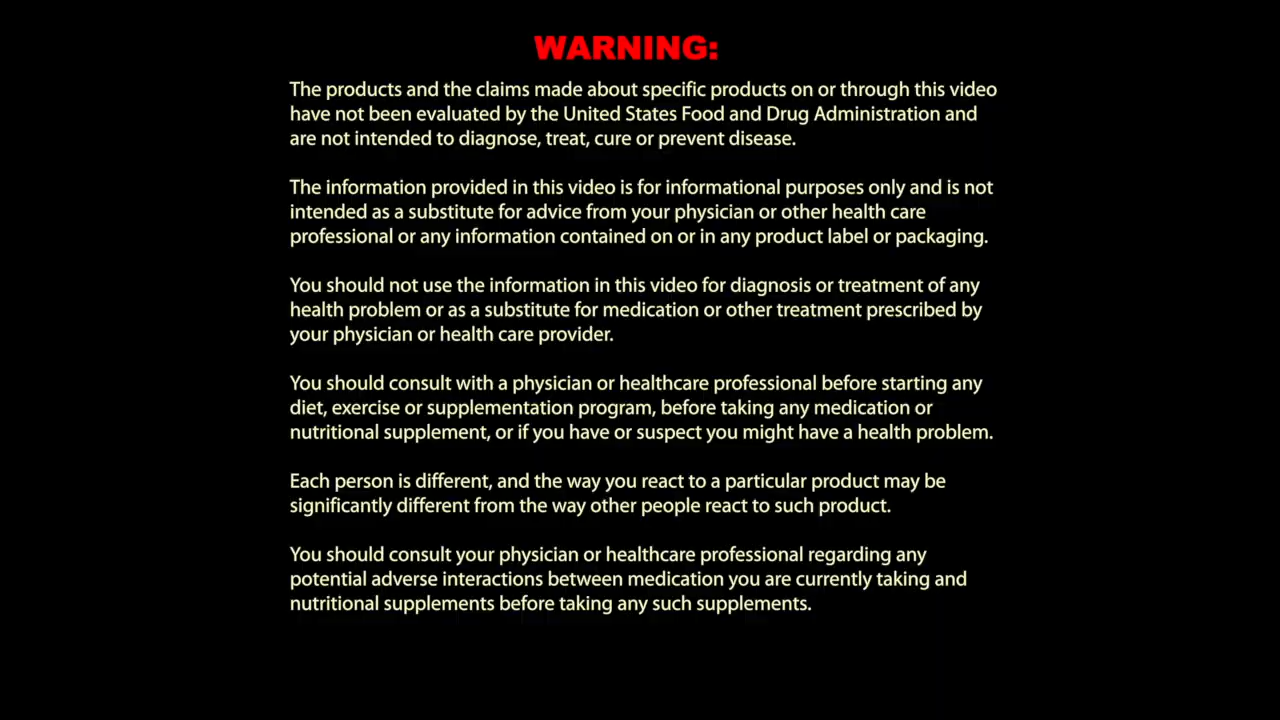 WARNING:
The products and the claims made about specific products on or through this video
have not been evaluated by the United States Food and Drug Administration and
are not intended to diagnose, treat, cure or prevent disease.
The information provided in this video is for informational purposes only and is not
intended as a substitute for advice from your physician or other health care
professional or any information contained on or in any product label or packaging.
You should not use the information in this video for diagnosis or treatment of any
health problem or as a substitute for medication or other treatment prescribed by
your physician or health care provider.
You should consult with a physician or healthcare professional before starting any
diet, exercise or supplementation program, before taking any medication or
nutritional supplement, or if you have or suspect you might have a health problem.
Each person is different, and the way you react to a particular product may be
significantly different from the way other people react to such product.
You should consult your physician or healthcare professional regarding any
potential adverse interactions between medication you are currently taking and
nutritional supplements before taking any such supplements.